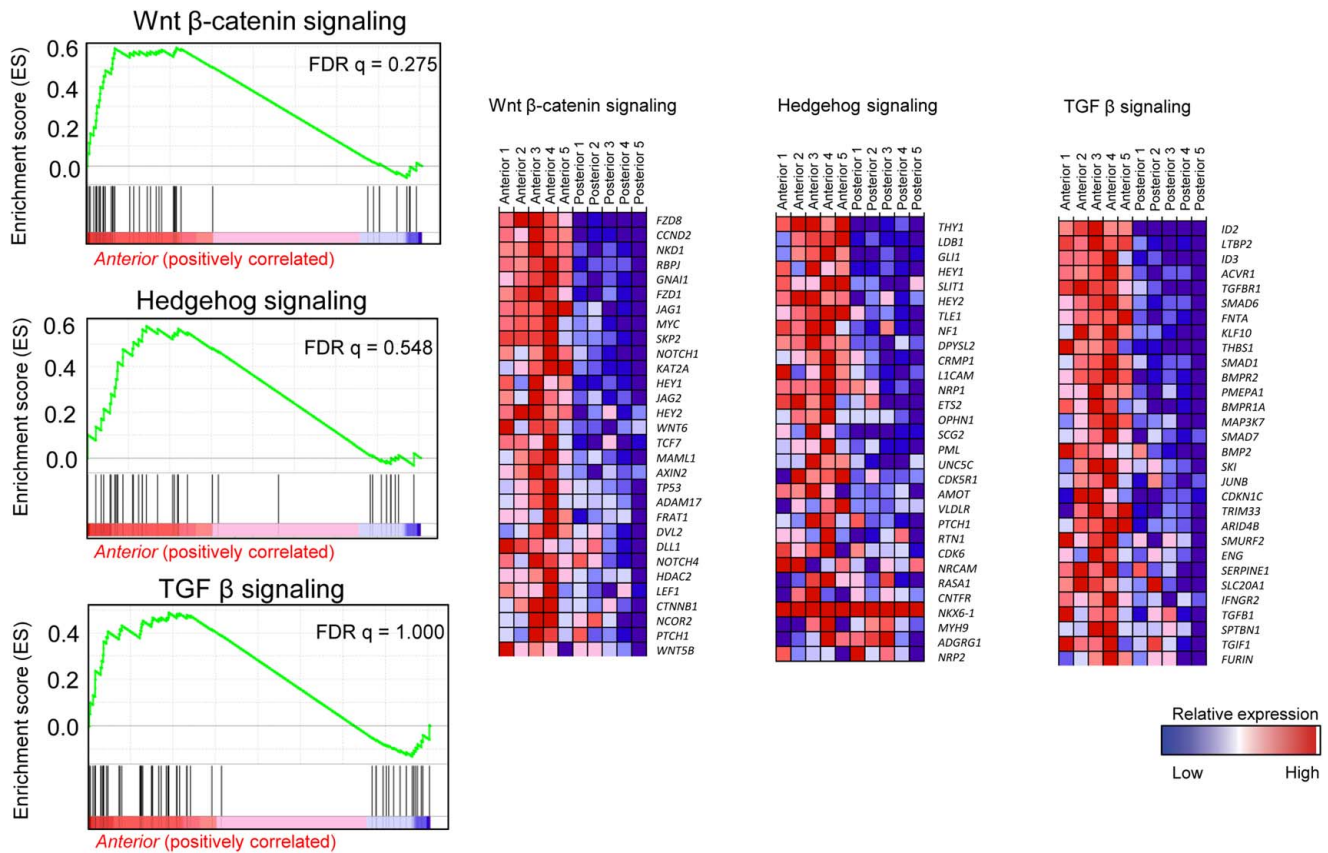 Wnt β-catenin signaling
Enrichment score (ES)
0.6
0.4
0.2
0.0
FDR q = 0.275
Anterior (positively correlated)
Hedgehog signaling
Enrichment score (ES)
0.6
0.4
0.2
0.0
FDR q = 0.548
Anterior (positively correlated)
TGF β signaling
Enrichment score (ES)
0.4
0.2
0.0
FDR q = 1.000
Anterior (positively correlated)
Wnt β-catenin signaling
Anterior 1
Anterior 2
Anterior 3
Anterior 4
Anterior 5
Posterior 1
Posterior 2
Posterior 3
Posterior 4
Posterior 5
FZD8
CCND2
NKD1
RBPJ
GNAI1
FZD1
JAG1
MYC
SKP2
NOTCH1
KAT2A
HEY1
JAG2
HEY2
WNT6
TCF7
MAML1
AXIN2
TP53
ADAM17
FRAT1
DVL2
DLL1
NOTCH4
HDAC2
LEF1
CTNNB1
NCOR2
PTCH1
WNT5B
Hedgehog signaling
Anterior 1
Anterior 2
Anterior 3
Anterior 4
Anterior 5
Posterior 1
Posterior 2
Posterior 3
Posterior 4
Posterior 5
THY1
LDB1
GLI1
HEY1
SLIT1
HEY2
TLE1
NF1
DPYSL2
CRMP1
L1CAM
NRP1
ETS2
OPHN1
SCG2
PML
UNC5C
CDK5R1
AMOT
VLDLR
PTCH1
RTN1
CDK6
NRCAM
RASA1
CNTFR
NKX6-1
MYH9
ADGRG1
NRP2
TGF β signaling
Anterior 1
Anterior 2
Anterior 3
Anterior 4
Anterior 5
Posterior 1
Posterior 2
Posterior 3
Posterior 4
Posterior 5
ID2
LTBP2
ID3
ACVR1
TGFBR1
SMAD6
FNTA
KLF10
THBS1
SMAD1
BMPR2
PMEPA1
BMPR1A
MAP3K7
SMAD7
BMP2
SKI
JUNB
CDKN1C
TRIM33
ARID4B
SMURF2
ENG
SERPINE1
SLC20A1
IFNGR2
TGFB1
SPTBN1
TGIF1
FURIN
Relative expression
Low High